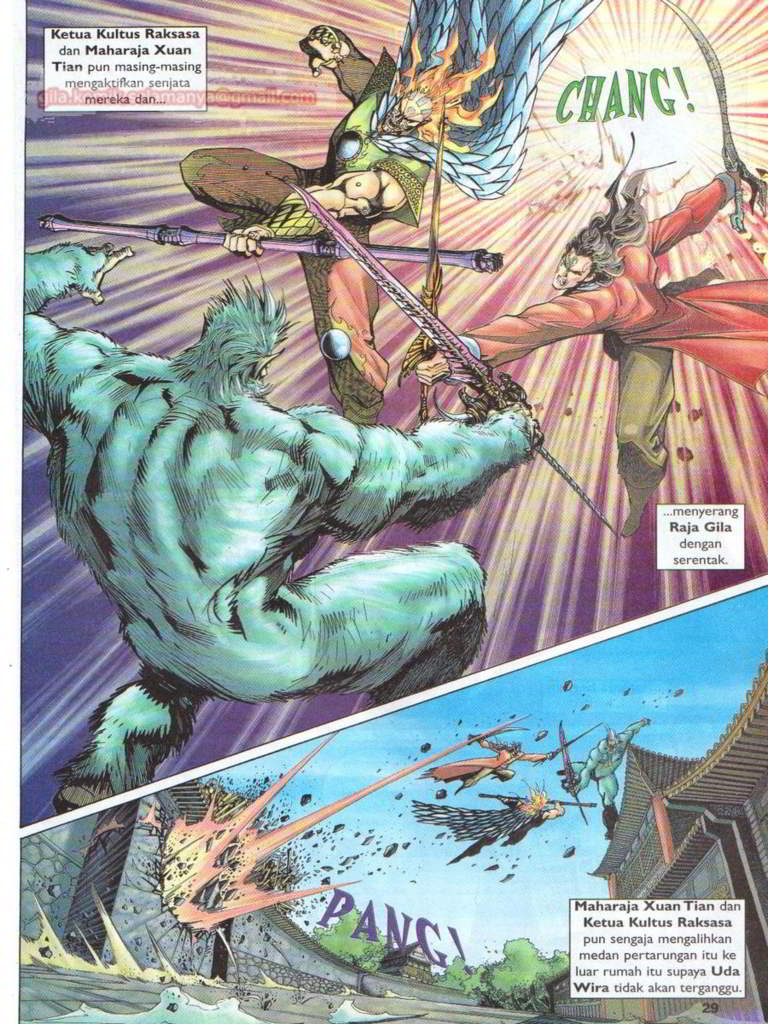 Ketua Kultus Raksasa
dan Maharaja Xuan
Tian pun masing-masing
mengaktifkan senjata
mereka dan...
CHANG!
...menyerang
Raja Gila
dengan
serentak.
PANG!
Maharaja Xuan Tian dan
Ketua Kultus Raksasa
pun sengaja mengalihkan
medan pertarungan itu ke
luar rumah itu supaya Uda
Wira tidak akan terganggu.
29